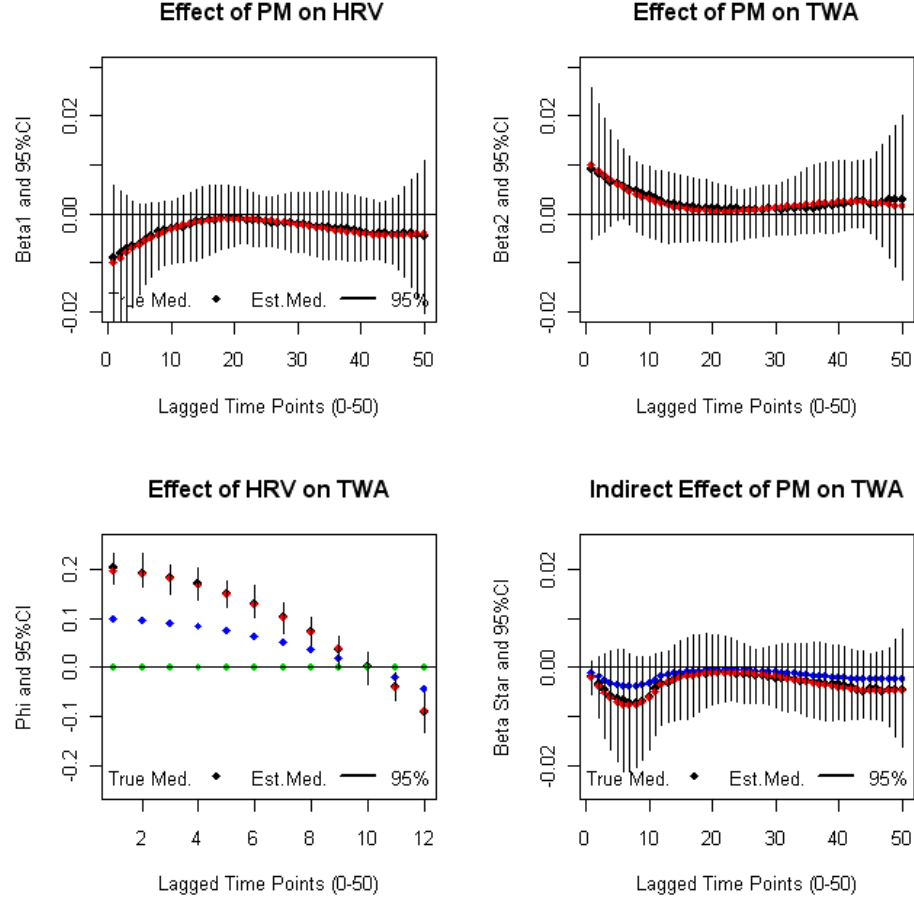 Effect of PM on HRV
Beta1 and 95%CI
0.02
0.00
-0.02
True Med. Est.Med. 95%
0 10 20 30 40 50
Lagged Time Points (0-50)
Effect of PM on TWA
Beta2 and 95%CI
0.02
0.00
-0.02
0 10 20 30 40 50
Lagged Time Points (0-50)
Effect of HRV on TWA
Phi and 95%CI
0.2
0.1
0.0
-0.1
-0.2
True Med. Est.Med. 95%
2 4 6 8 10 12
Lagged Time Points (0-50)
Indirect Effect of PM on TWA
Beta Star and 95%CI
0.02
0.00
-0.02
True Med. Est.Med. 95%
0 10 20 30 40 50
Lagged Time Points (0-50)